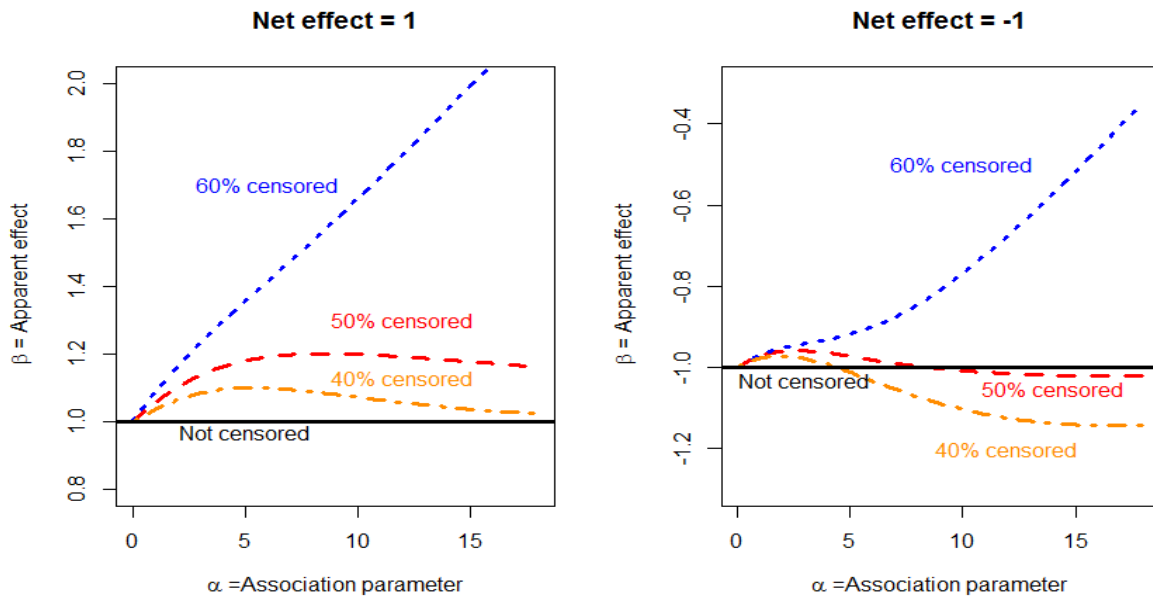 Net effect = 1
2.0
1.8
1.6
1.4
1.2
1.0
0.8
β = Apparent effect
60% censored
50% censored
40% censored
Not censored
0 5 10 15
α =Association parameter
Net effect = -1
-0.4
-0.6
-0.8
-1.0
-1.2
β = Apparent effect
60% censored
Not censored
50% censored
40% censored
0 5 10 15
α =Association parameter